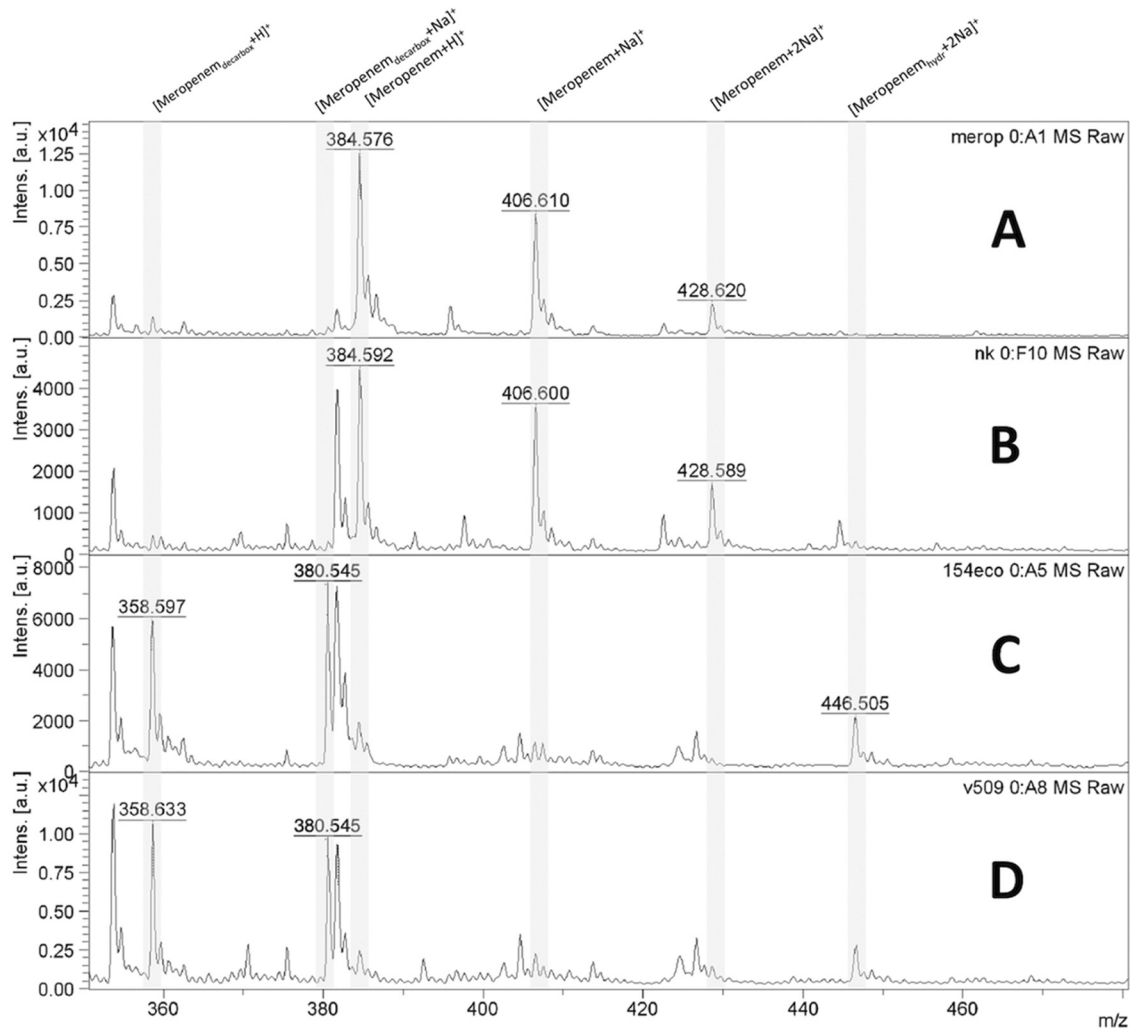 [Meropenemdecarbox+H]+
[Meropenemdecarbox+Na]+
[Meropenem+H]+
[Meropenem+Na]+
[Meropenem+2Na]+
[Meropenemhydr+2Na]+
Intens. [a.u.]
x10⁴
1.25
1.00
0.75
0.50
0.25
0.00
384.576
406.610
428.620
merop 0:A1 MS Raw
A
Intens. [a.u.]
4000
3000
2000
1000
0
384.592
406.600
428.589
nk 0:F10 MS Raw
B
Intens. [a.u.]
8000
6000
4000
2000
0
358.597
380.545
446.505
154eco 0:A5 MS Raw
C
Intens. [a.u.]
x10⁴
1.00
0.75
0.50
0.25
0.00
358.633
380.545
v509 0:A8 MS Raw
D
360
380
400
420
440
460
m/z